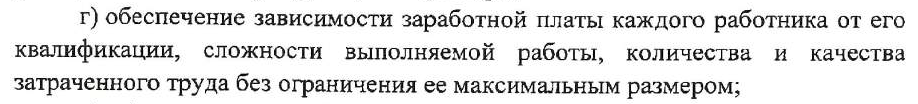 г) обеспечение зависимости заработной платы каждого работника от его
квалификации, сложности выполняемой работы, количества и качества
затраченного труда без ограничения ее максимальным размером;